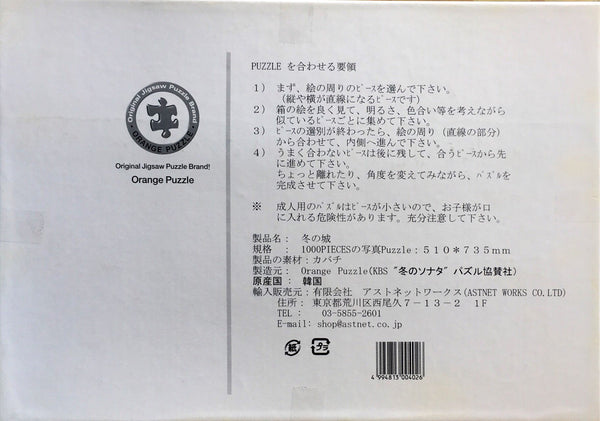 Original Jigsaw Puzzle Brand
ORANGE PUZZLE
Original Jigsaw Puzzle Brand!
Orange Puzzle
PUZZLE を合わせる要領
1） まず、絵の周りのﾋﾟｰｽを選んで下さい。
（縦や横が直線になるﾋﾟｰｽです）
2） 箱の絵を良く見て、明るさ、色合い等を考えながら
似ているﾋﾟｰｽごとに集めて下さい。
3） ﾋﾟｰｽの選別が終わったら、絵の周り（直線の部分）
から合わせて、内側へ進んで下さい。
4） うまく合わないﾋﾟｰｽは後に残して、合うﾋﾟｰｽから先
に進めて下さい。
ちょっと離れたり、角度を変えてみながら、ﾊﾟｽﾞﾙを
完成させて下さい。
※ 成人用のﾊﾟｽﾞﾙはﾋﾟｰｽが小さいので、お子様が口
に入れる危険性があります。充分注意して下さい。
製品名： 冬の城
規格 ： 1000PIECESの写真Puzzle：５１０＊７３５ｍｍ
製品の素材：カバチ
製造元： Orange Puzzle(KBS ″冬のソナタ″パズル協賛社)
原産国： 韓国
輸入販売元：有限会社 アストネットワークス(ASTNET WORKS CO.LTD)
住所： 東京都荒川区西尾久７－１３－２ １F
TEL : 03-5855-2601
E-mail: shop@astnet.co.jp
紙 プラ
4 994813 004026